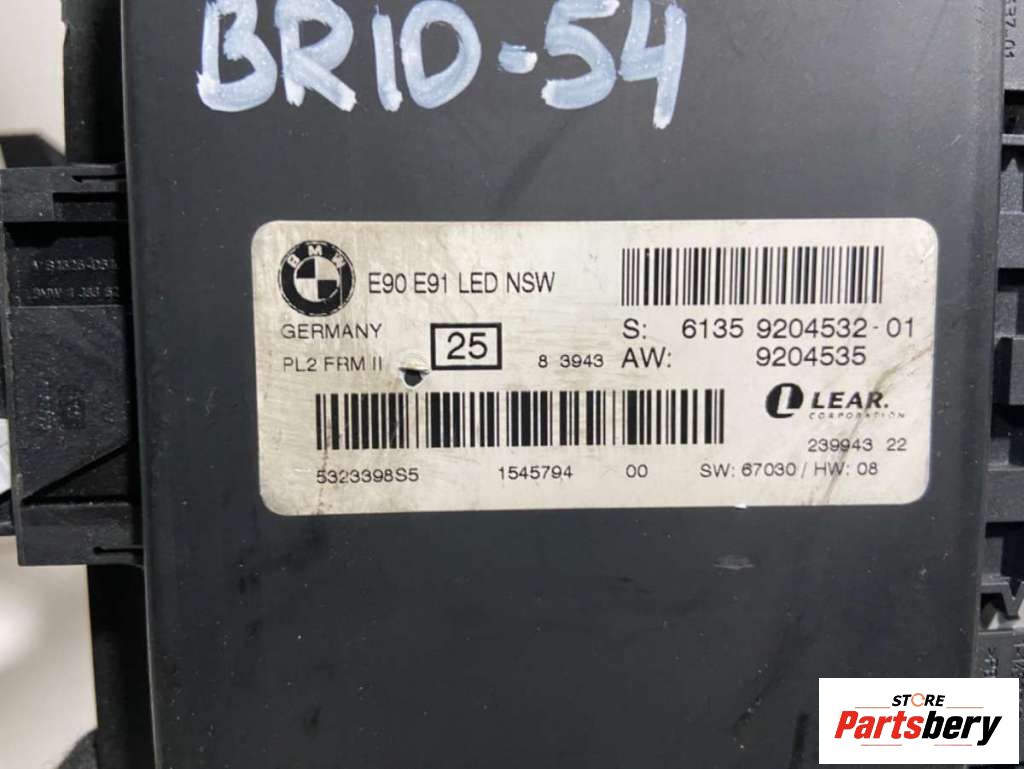 BR10-54
BMW
E90 E91 LED NSW
GERMANY
25
PL2 FRM II
8 3943
S: 6135 9204532-01
AW: 9204535
LEAR.
CORPORATION
239943 22
5323398S5 1545794 00 SW: 67030 / HW: 08
STORE
Partsbery